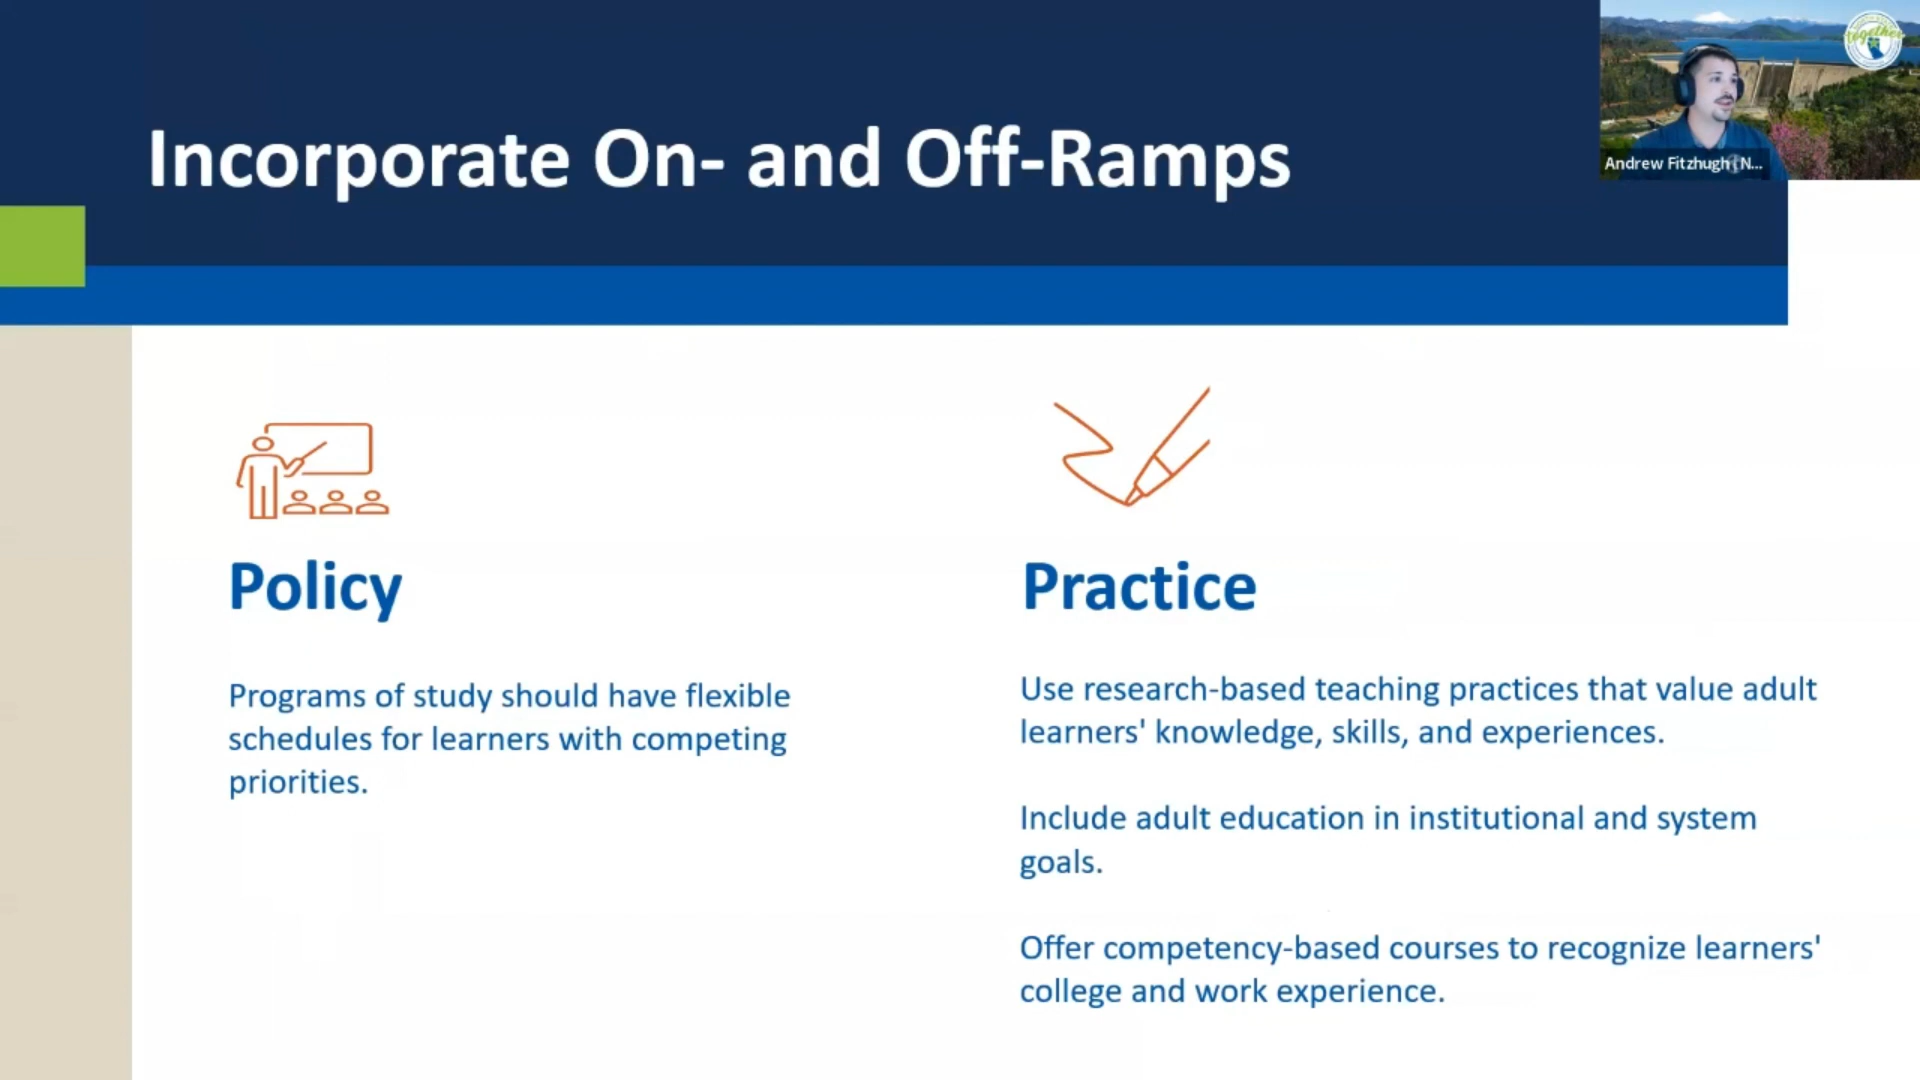 Incorporate On- and Off-Ramps
together
Andrew Fitzhugh
Policy
Programs of study should have flexible
schedules for learners with competing
priorities.
Practice
Use research-based teaching practices that value adult
learners' knowledge, skills, and experiences.
Include adult education in institutional and system
goals.
Offer competency-based courses to recognize learners'
college and work experience.